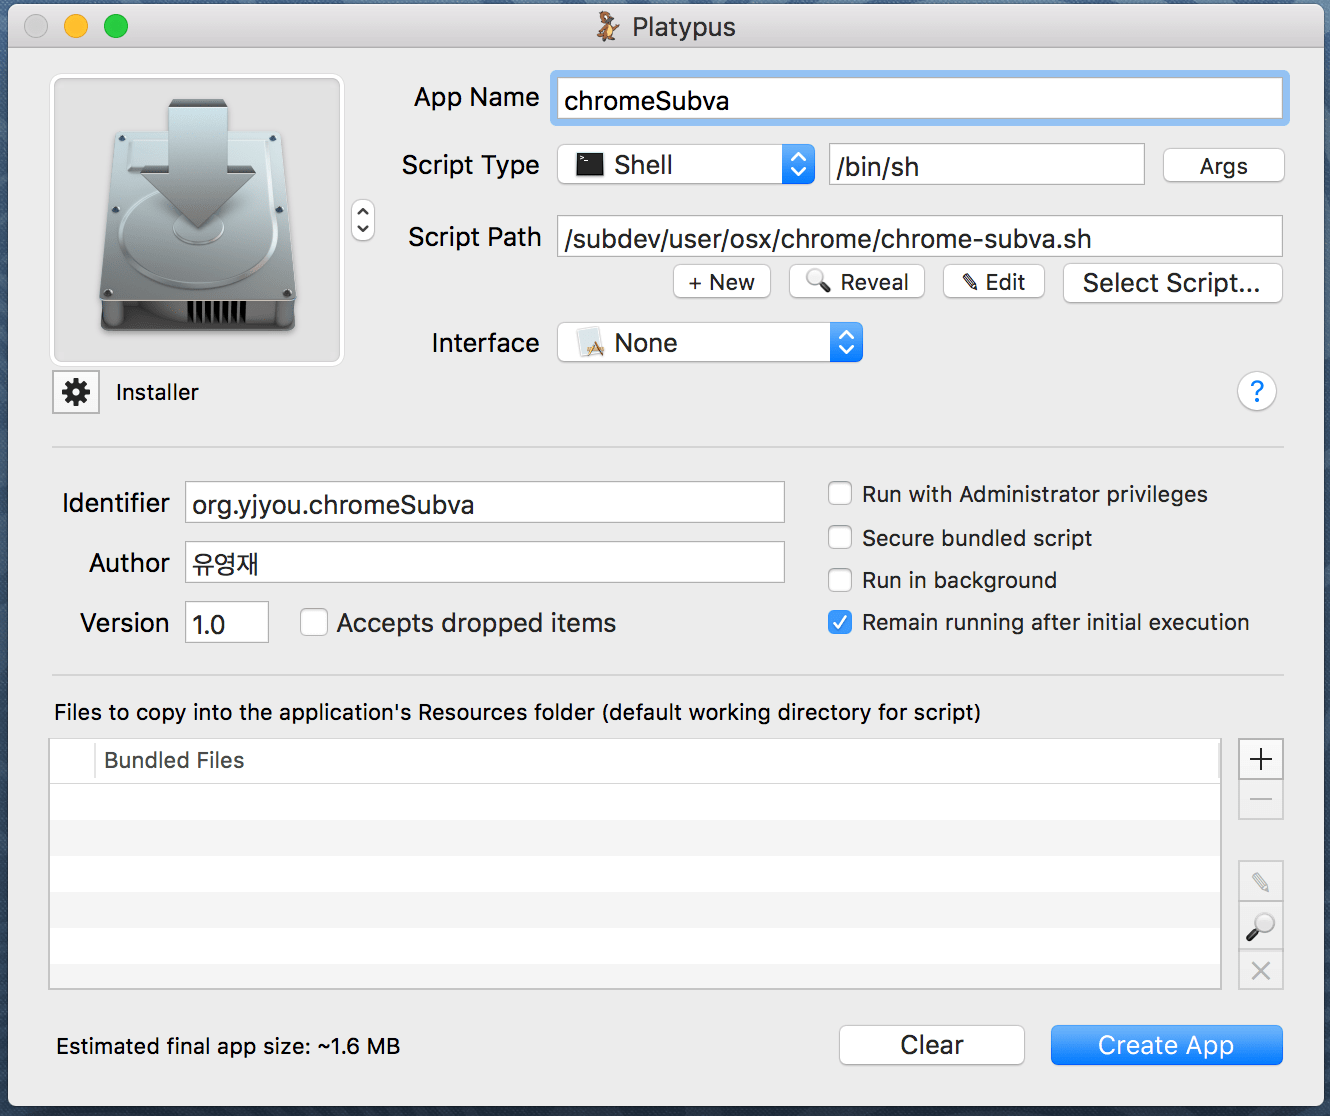 Platypus
App Name chromeSubva
Script Type Shell /bin/sh Args
Script Path /subdev/user/osx/chrome/chrome-subva.sh
+ New Reveal Edit Select Script...
Interface None
Installer ?
Identifier org.yjyou.chromeSubva
Author 유영재
Version 1.0 Accepts dropped items
Run with Administrator privileges
Secure bundled script
Run in background
Remain running after initial execution
Files to copy into the application's Resources folder (default working directory for script)
Bundled Files
Estimated final app size: ~1.6 MB Clear Create App